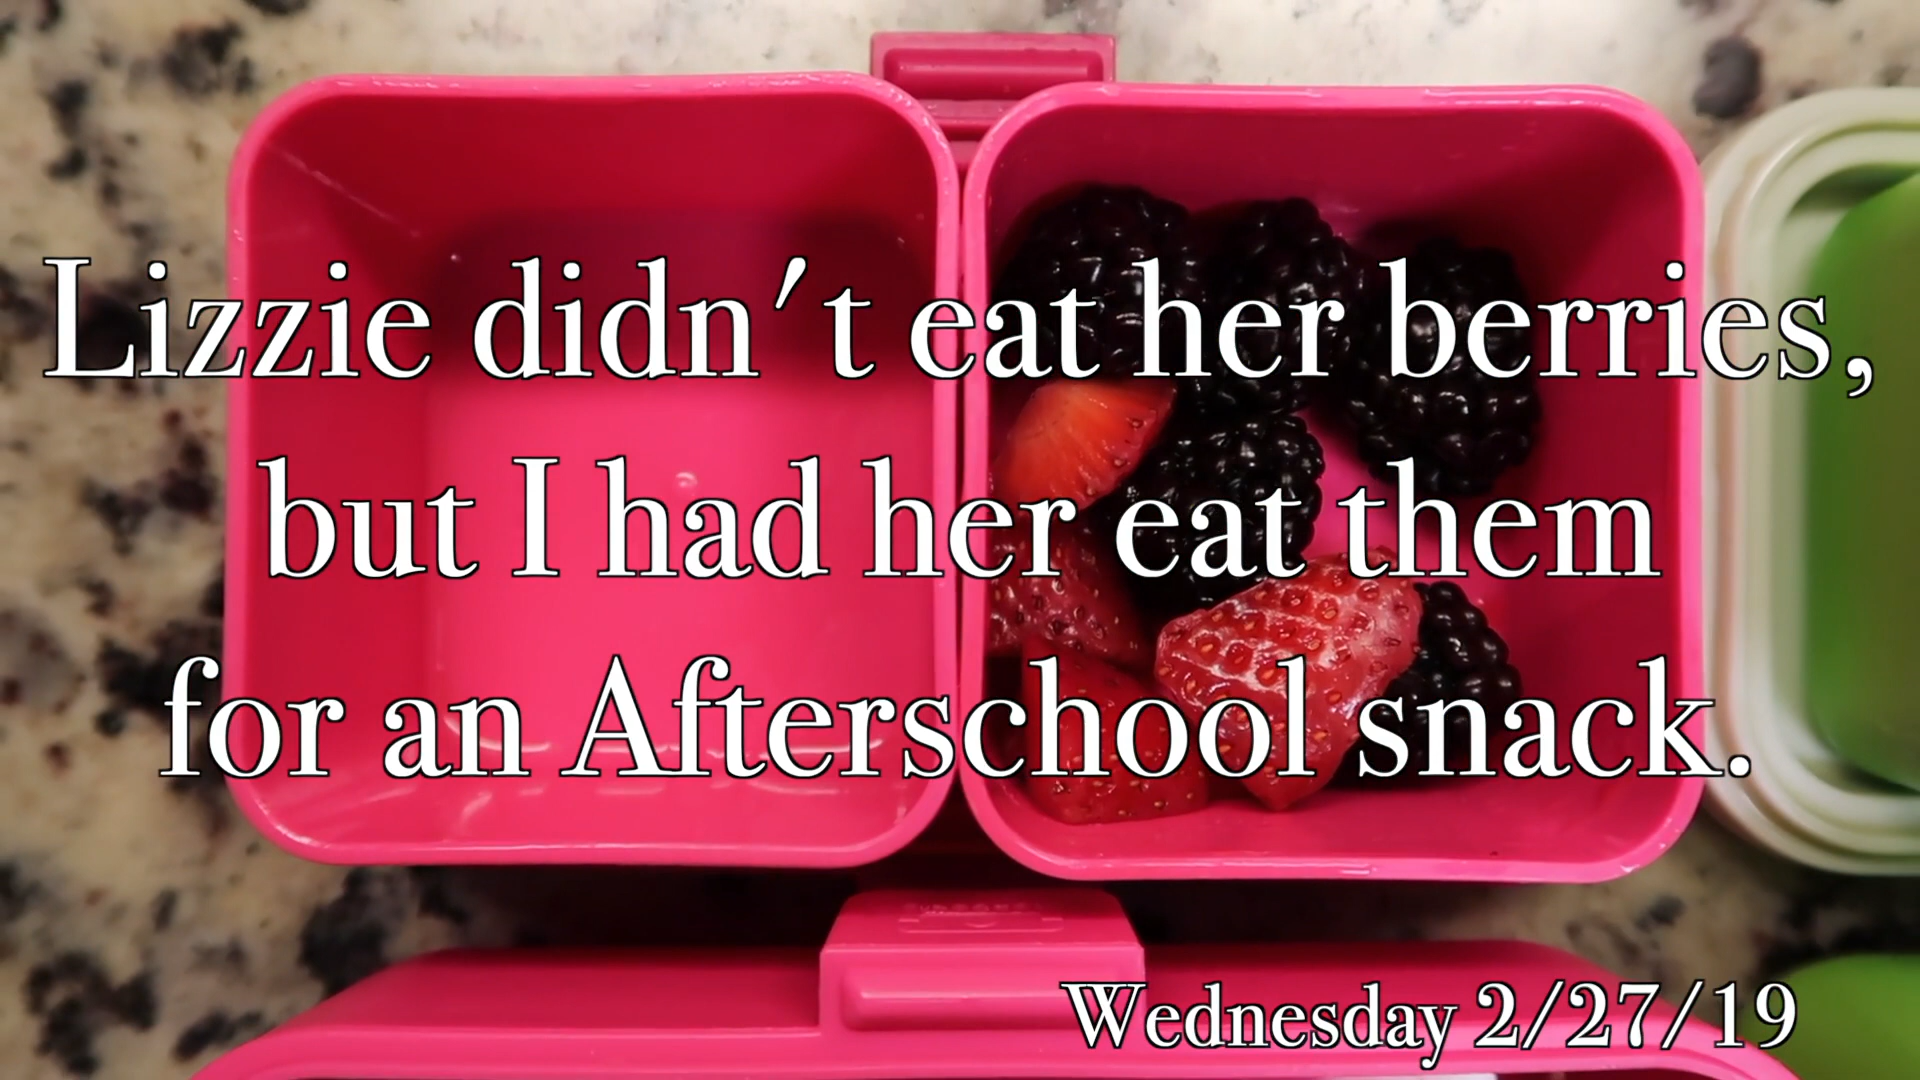 Lizzie didn't eat her berries,
but I had her eat them
for an Afterschool snack.
Wednesday 2/27/19